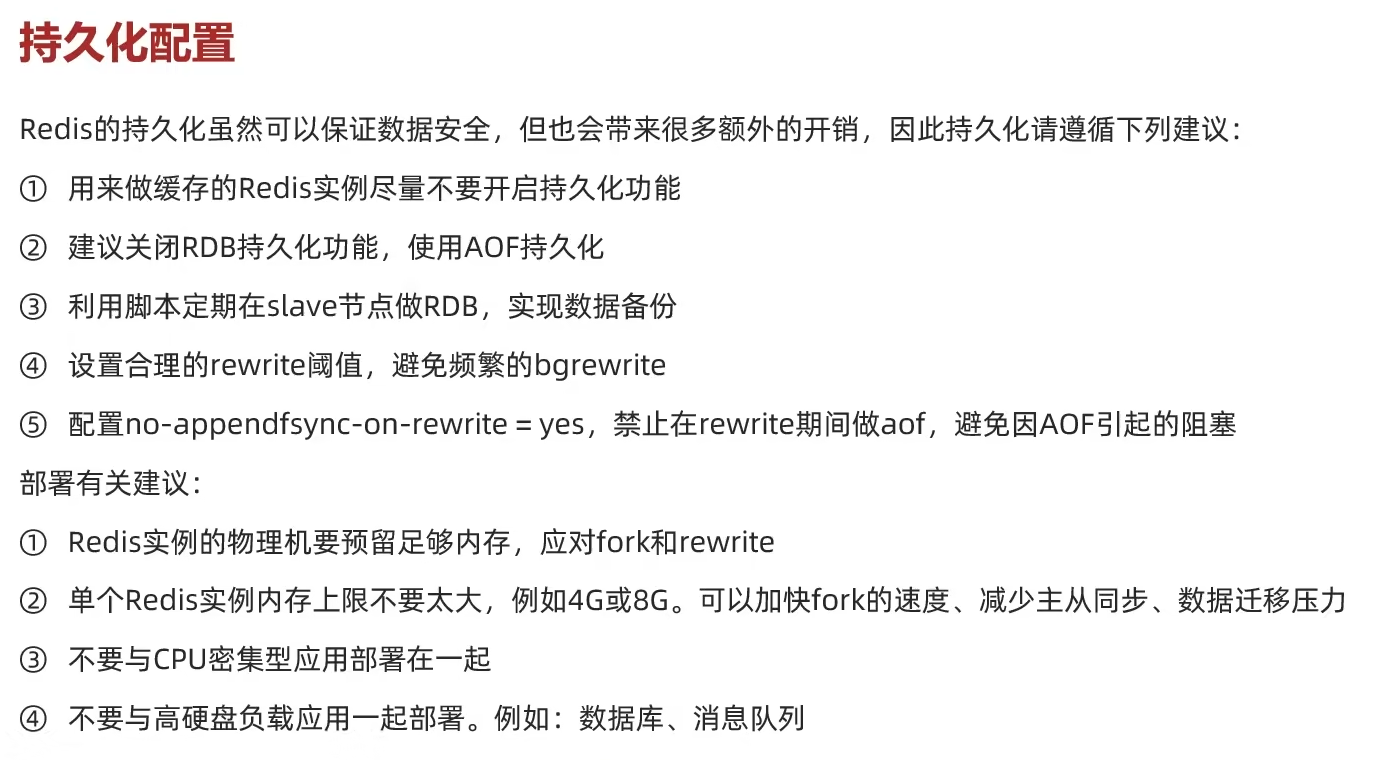 持久化配置
Redis的持久化虽然可以保证数据安全，但也会带来很多额外的开销，因此持久化请遵循下列建议：
① 用来做缓存的Redis实例尽量不要开启持久化功能
② 建议关闭RDB持久化功能，使用AOF持久化
③ 利用脚本定期在slave节点做RDB，实现数据备份
④ 设置合理的rewrite阈值，避免频繁的bgrewrite
⑤ 配置no-appendfsync-on-rewrite = yes，禁止在rewrite期间做aof，避免因AOF引起的阻塞
部署有关建议：
① Redis实例的物理机要预留足够内存，应对fork和rewrite
② 单个Redis实例内存上限不要太大，例如4G或8G。可以加快fork的速度、减少主从同步、数据迁移压力
③ 不要与CPU密集型应用部署在一起
④ 不要与高硬盘负载应用一起部署。例如：数据库、消息队列